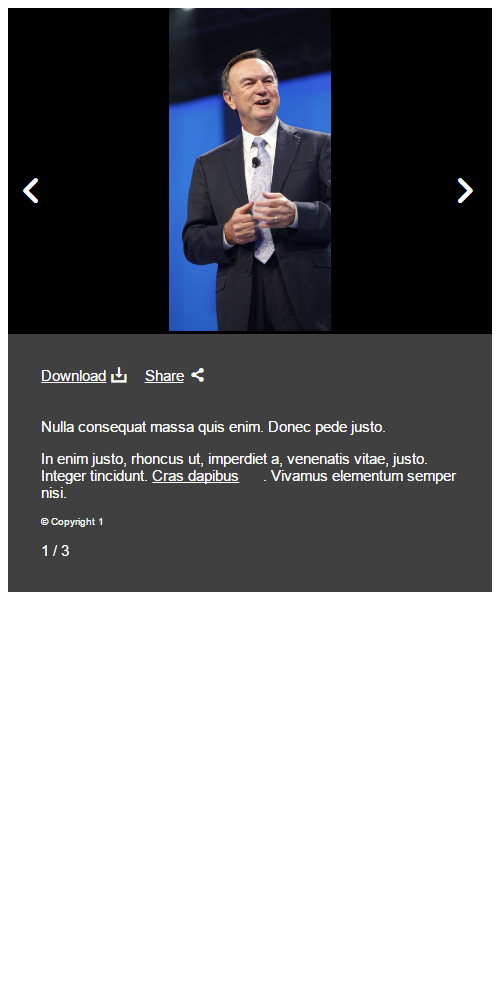 Download Share
Nulla consequat massa quis enim. Donec pede justo.
In enim justo, rhoncus ut, imperdiet a, venenatis vitae, justo.
Integer tincidunt. Cras dapibus . Vivamus elementum semper
nisi.
© Copyright 1
1 / 3